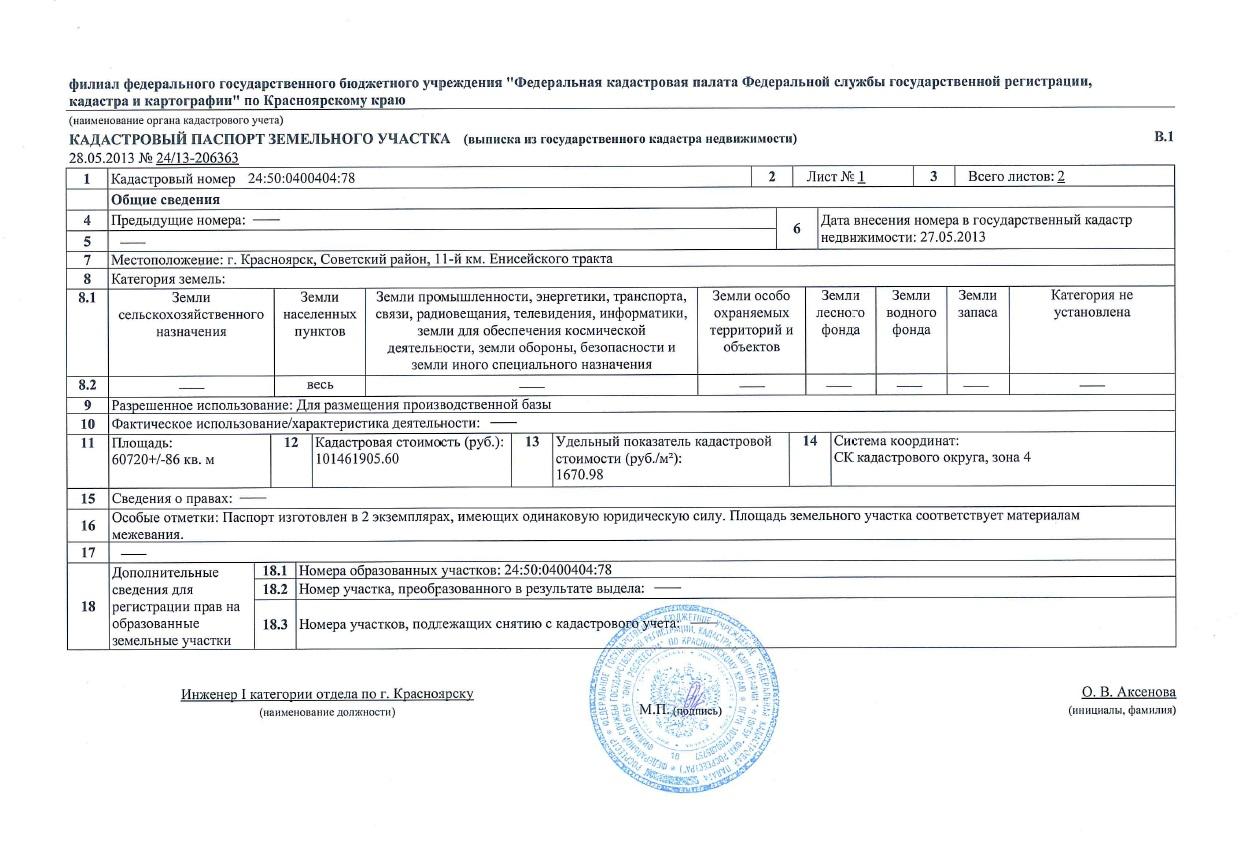 филиал федерального государственного бюджетного учреждения "Федеральная кадастровая палата Федеральной службы государственной регистрации,
кадастра и картографии" по Красноярскому краю
(наименование органа кадастрового учета)
КАДАСТРОВЫЙ ПАСПОРТ ЗЕМЕЛЬНОГО УЧАСТКА (выписка из государственного кадастра недвижимости) В.1
28.05.2013 № 24/13-206363
1 Кадастровый номер 24:50:0400404:78 2 Лист № 1 3 Всего листов: 2
Общие сведения
4 Предыдущие номера: ——
5 ——
6 Дата внесения номера в государственный кадастр
недвижимости: 27.05.2013
7 Местоположение: г. Красноярск, Советский район, 11-й км. Енисейского тракта
8 Категория земель:
8.1
Земли
сельскохозяйственного
назначения
Земли
населенных
пунктов
Земли промышленности, энергетики, транспорта,
связи, радиовещания, телевидения, информатики,
земли для обеспечения космической
деятельности, земли обороны, безопасности и
земли иного специального назначения
Земли особо
охраняемых
территорий и
объектов
Земли
лесного
фонда
Земли
водного
фонда
Земли
запаса
Категория не
установлена
8.2 —— весь —— —— —— —— —— ——
9 Разрешенное использование: Для размещения производственной базы
10 Фактическое использование/характеристика деятельности: ——
11 Площадь:
60720+/-86 кв. м
12 Кадастровая стоимость (руб.):
101461905.60
13 Удельный показатель кадастровой
стоимости (руб./м²):
1670.98
14 Система координат:
СК кадастрового округа, зона 4
15 Сведения о правах: ——
16 Особые отметки: Паспорт изготовлен в 2 экземплярах, имеющих одинаковую юридическую силу. Площадь земельного участка соответствует материалам
межевания.
17 ——
18
Дополнительные
сведения для
регистрации прав на
образованные
земельные участки
18.1 Номера образованных участков: 24:50:0400404:78
18.2 Номер участка, преобразованного в результате выдела: ——
18.3 Номера участков, подлежащих снятию с кадастрового учета: ——
Инженер I категории отдела по г. Красноярску
(наименование должности)
М.П. (подпись)
О. В. Аксенова
(инициалы, фамилия)